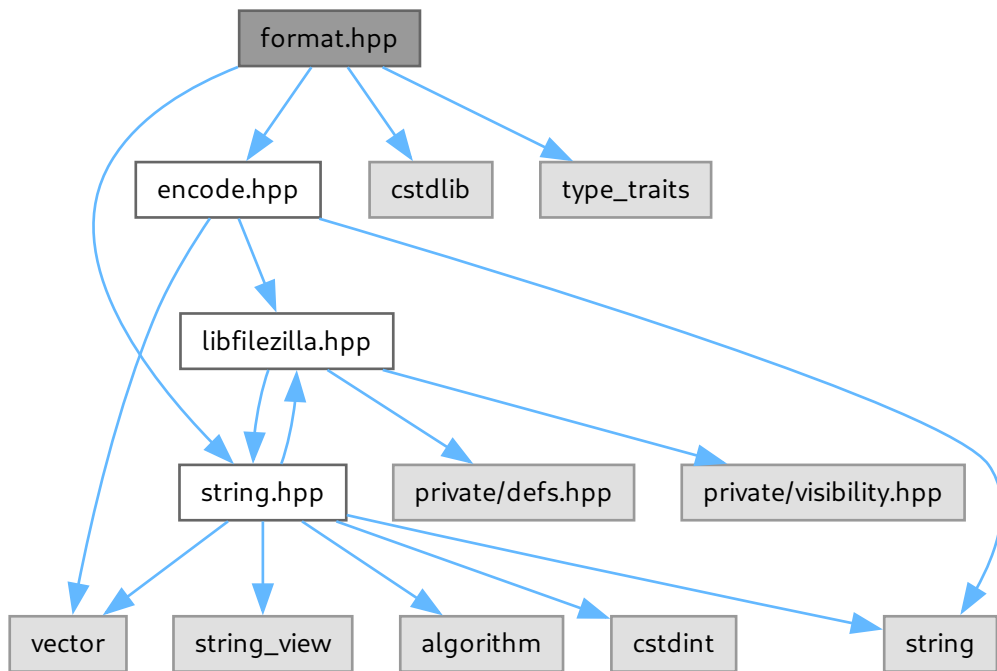 format.hpp
encode.hpp
cstdlib
type_traits
libfilezilla.hpp
string.hpp
private/defs.hpp
private/visibility.hpp
vector
string_view
algorithm
cstdint
string